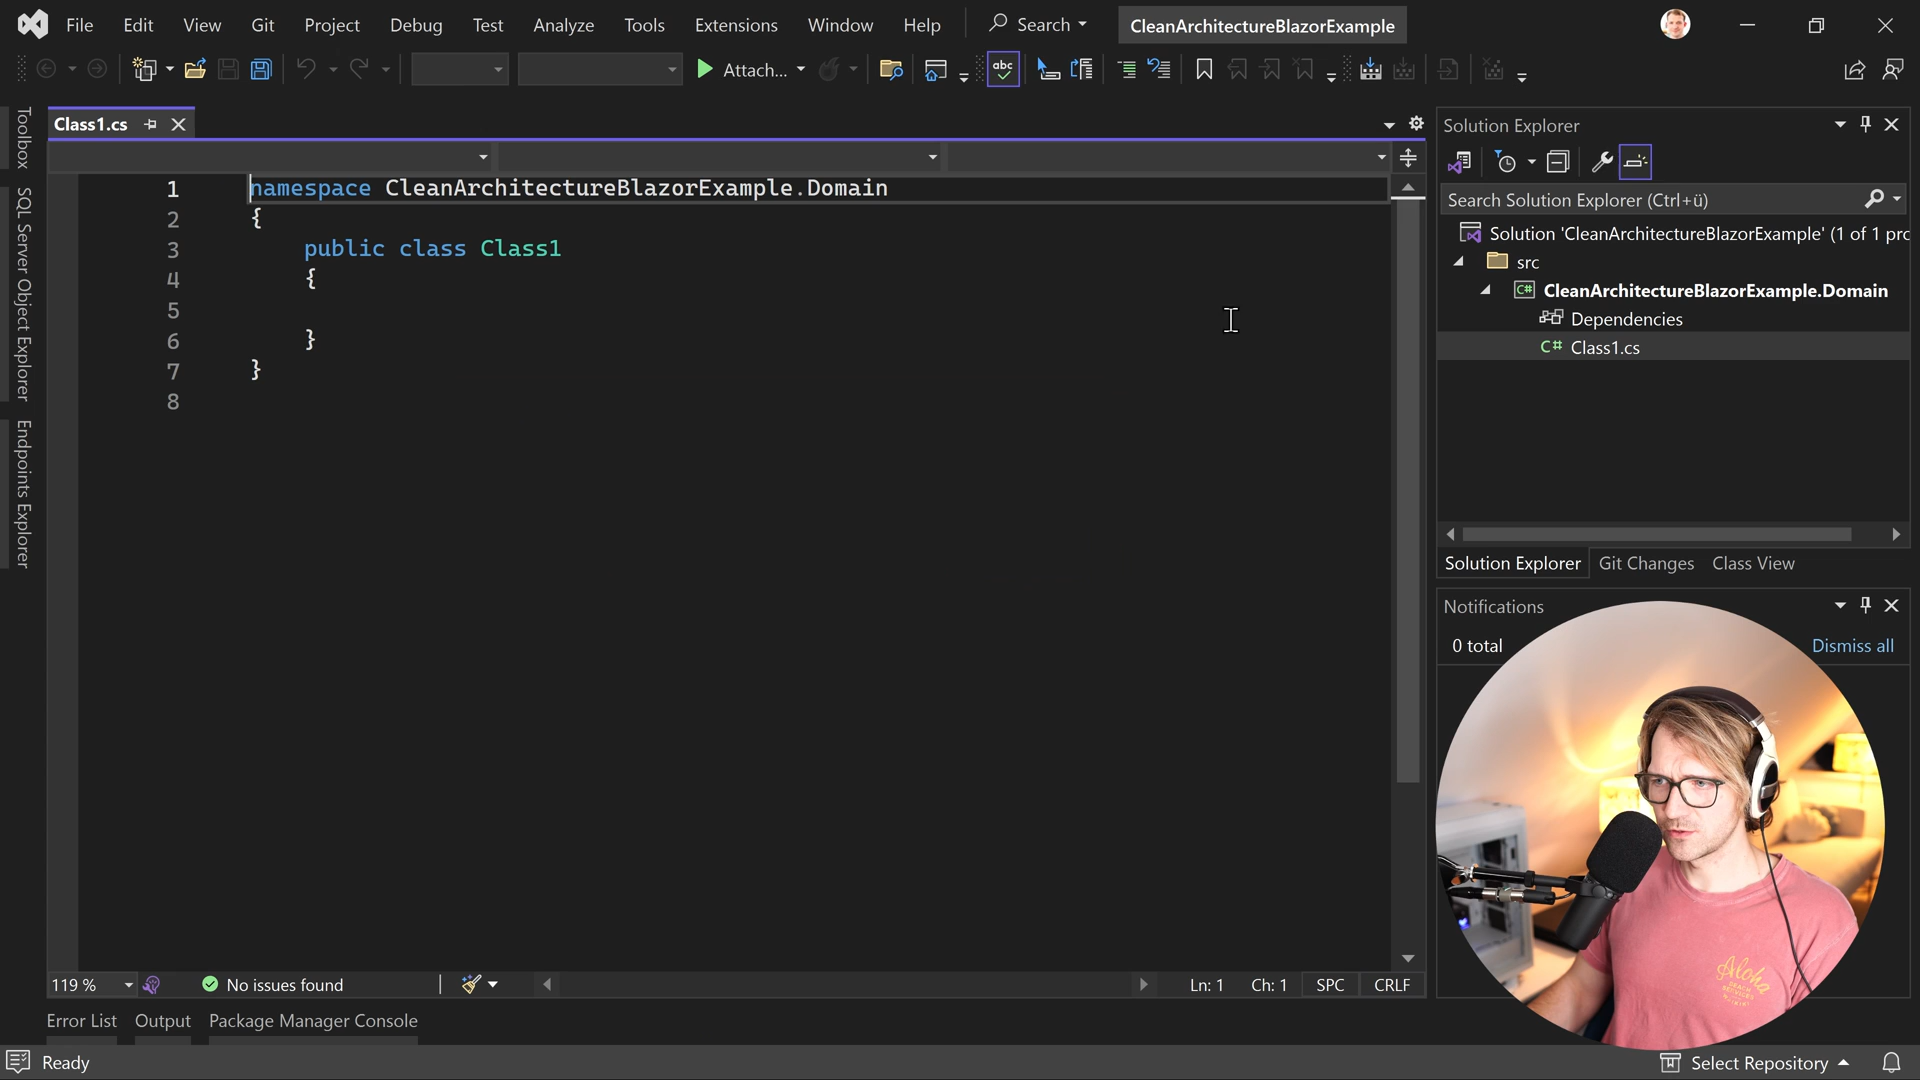 File Edit View Git Project Debug Test Analyze Tools Extensions Window Help Search CleanArchitectureBlazorExample
Attach...
abc
Toolbox
SQL Server Object Explorer
Endpoints Explorer
Class1.cs
1 namespace CleanArchitectureBlazorExample.Domain
2 {
3 public class Class1
4 {
5
6 }
7 }
8
119 % No issues found Ln: 1 Ch: 1 SPC CRLF
Error List Output Package Manager Console
Ready
Solution Explorer
Search Solution Explorer (Ctrl+ü)
Solution 'CleanArchitectureBlazorExample' (1 of 1 pro
src
C# CleanArchitectureBlazorExample.Domain
Dependencies
C# Class1.cs
Solution Explorer Git Changes Class View
Notifications
0 total Dismiss all
Aloha
Select Repository